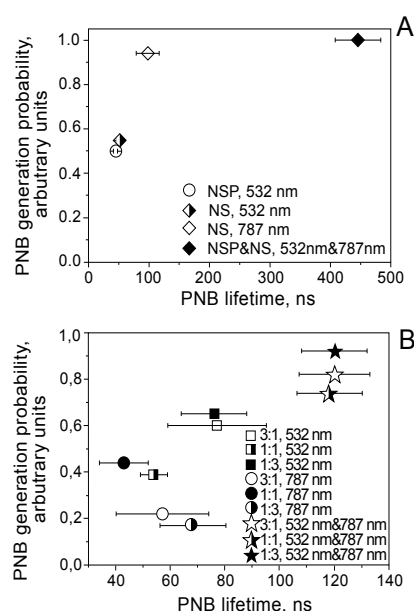 A
PNB generation probability,
arbutrary units
1.0
0.8
0.6
0.4
0.2
0.0
NSP, 532 nm
NS, 532 nm
NS, 787 nm
NSP&NS, 532nm&787nm
0 100 200 300 400 500
PNB lifetime, ns
B
PNB generation probability,
arbutrary units
1.0
0.8
0.6
0.4
0.2
0.0
3:1, 532 nm
1:1, 532 nm
1:3, 532 nm
3:1, 787 nm
1:1, 787 nm
1:3, 787 nm
3:1, 532 nm&787 nm
1:1, 532 nm&787 nm
1:3, 532 nm&787 nm
40 60 80 100 120 140
PNB lifetime, ns